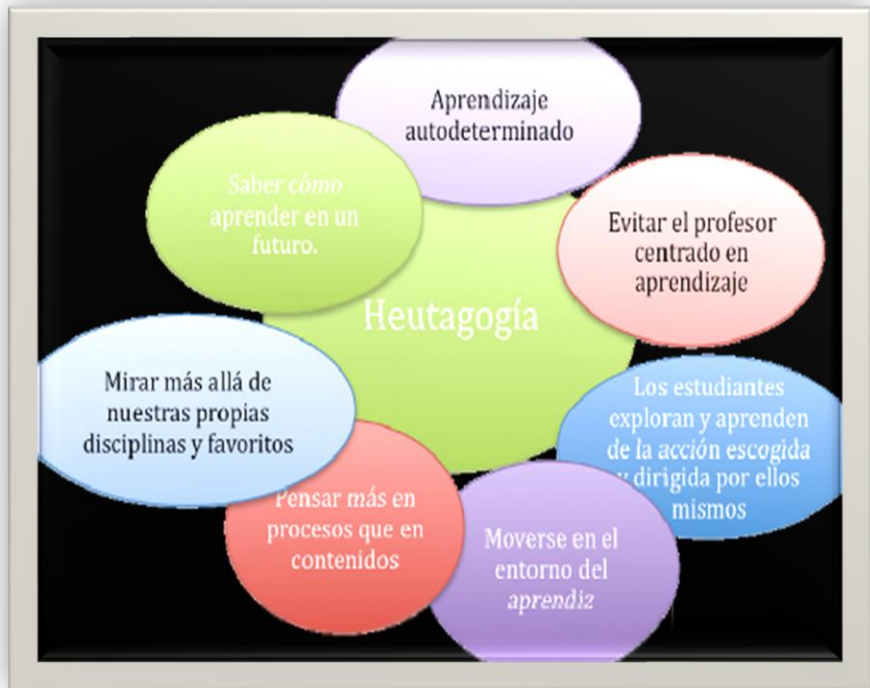 Aprendizaje
autodeterminado
Saber cómo
aprender en un
futuro.
Evitar el profesor
centrado en
aprendizaje
Heutagogía
Mirar más allá de
nuestras propias
disciplinas y favoritos
Los estudiantes
exploran y aprenden
de la acción escogida
y dirigida por ellos
mismos
Pensar más en
procesos que en
contenidos
Moverse en el
entorno del
aprendiz